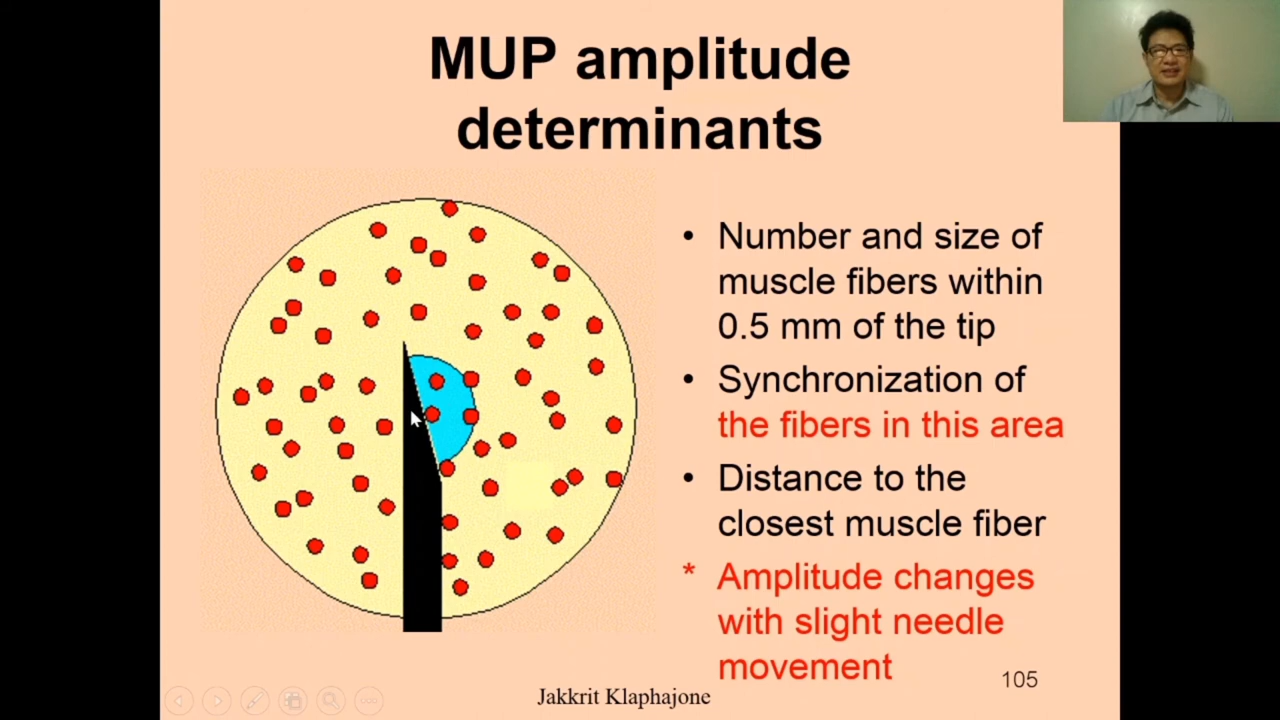 MUP amplitude
determinants
• Number and size of
muscle fibers within
0.5 mm of the tip
• Synchronization of
the fibers in this area
• Distance to the
closest muscle fiber
* Amplitude changes
with slight needle
movement
105
Jakkrit Klaphajone